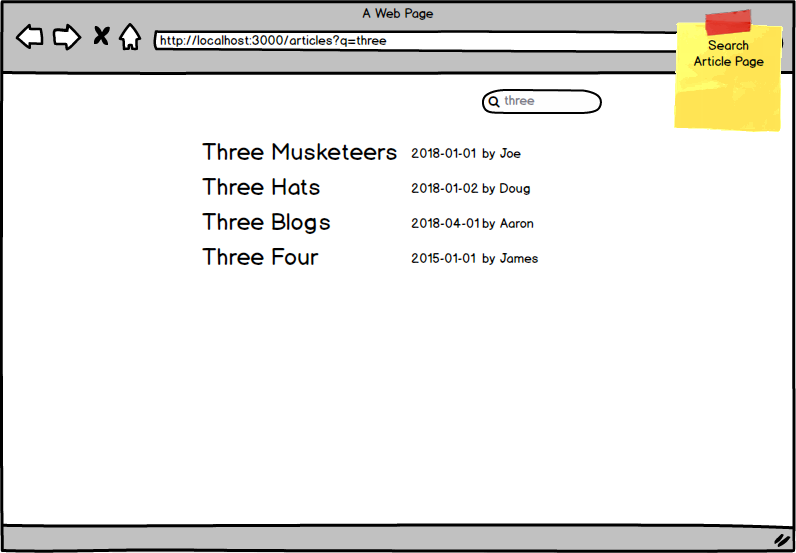 A Web Page
http://localhost:3000/articles?q=three
Search
Article Page
three
Three Musketeers 2018-01-01 by Joe
Three Hats 2018-01-02 by Doug
Three Blogs 2018-04-01 by Aaron
Three Four 2015-01-01 by James